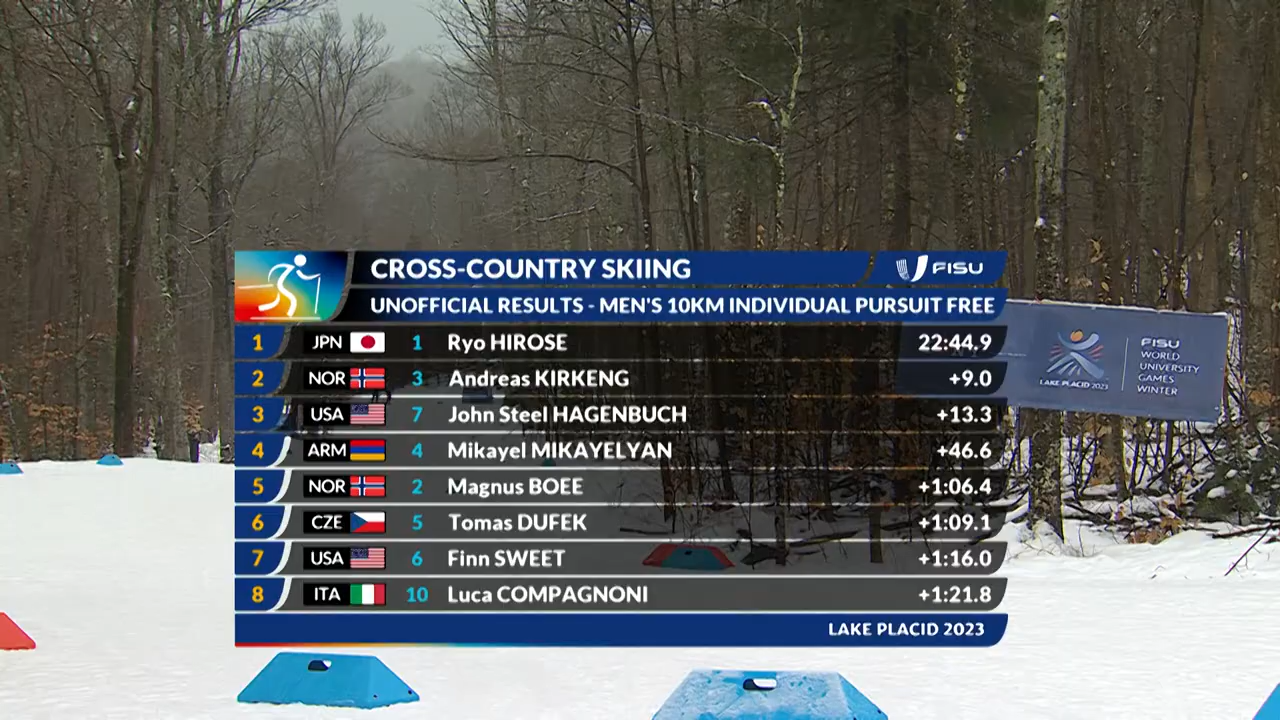 CROSS-COUNTRY SKIING FISU
UNOFFICIAL RESULTS - MEN'S 10KM INDIVIDUAL PURSUIT FREE
1 JPN 1 Ryo HIROSE 22:44.9
2 NOR 3 Andreas KIRKENG +9.0
3 USA 7 John Steel HAGENBUCH +13.3
4 ARM 4 Mikayel MIKAYELYAN +46.6
5 NOR 2 Magnus BOEE +1:06.4
6 CZE 5 Tomas DUFEK +1:09.1
7 USA 6 Finn SWEET +1:16.0
8 ITA 10 Luca COMPAGNONI +1:21.8
LAKE PLACID 2023
FISU
WORLD
UNIVERSITY
GAMES
WINTER
LAKE PLACID 2023